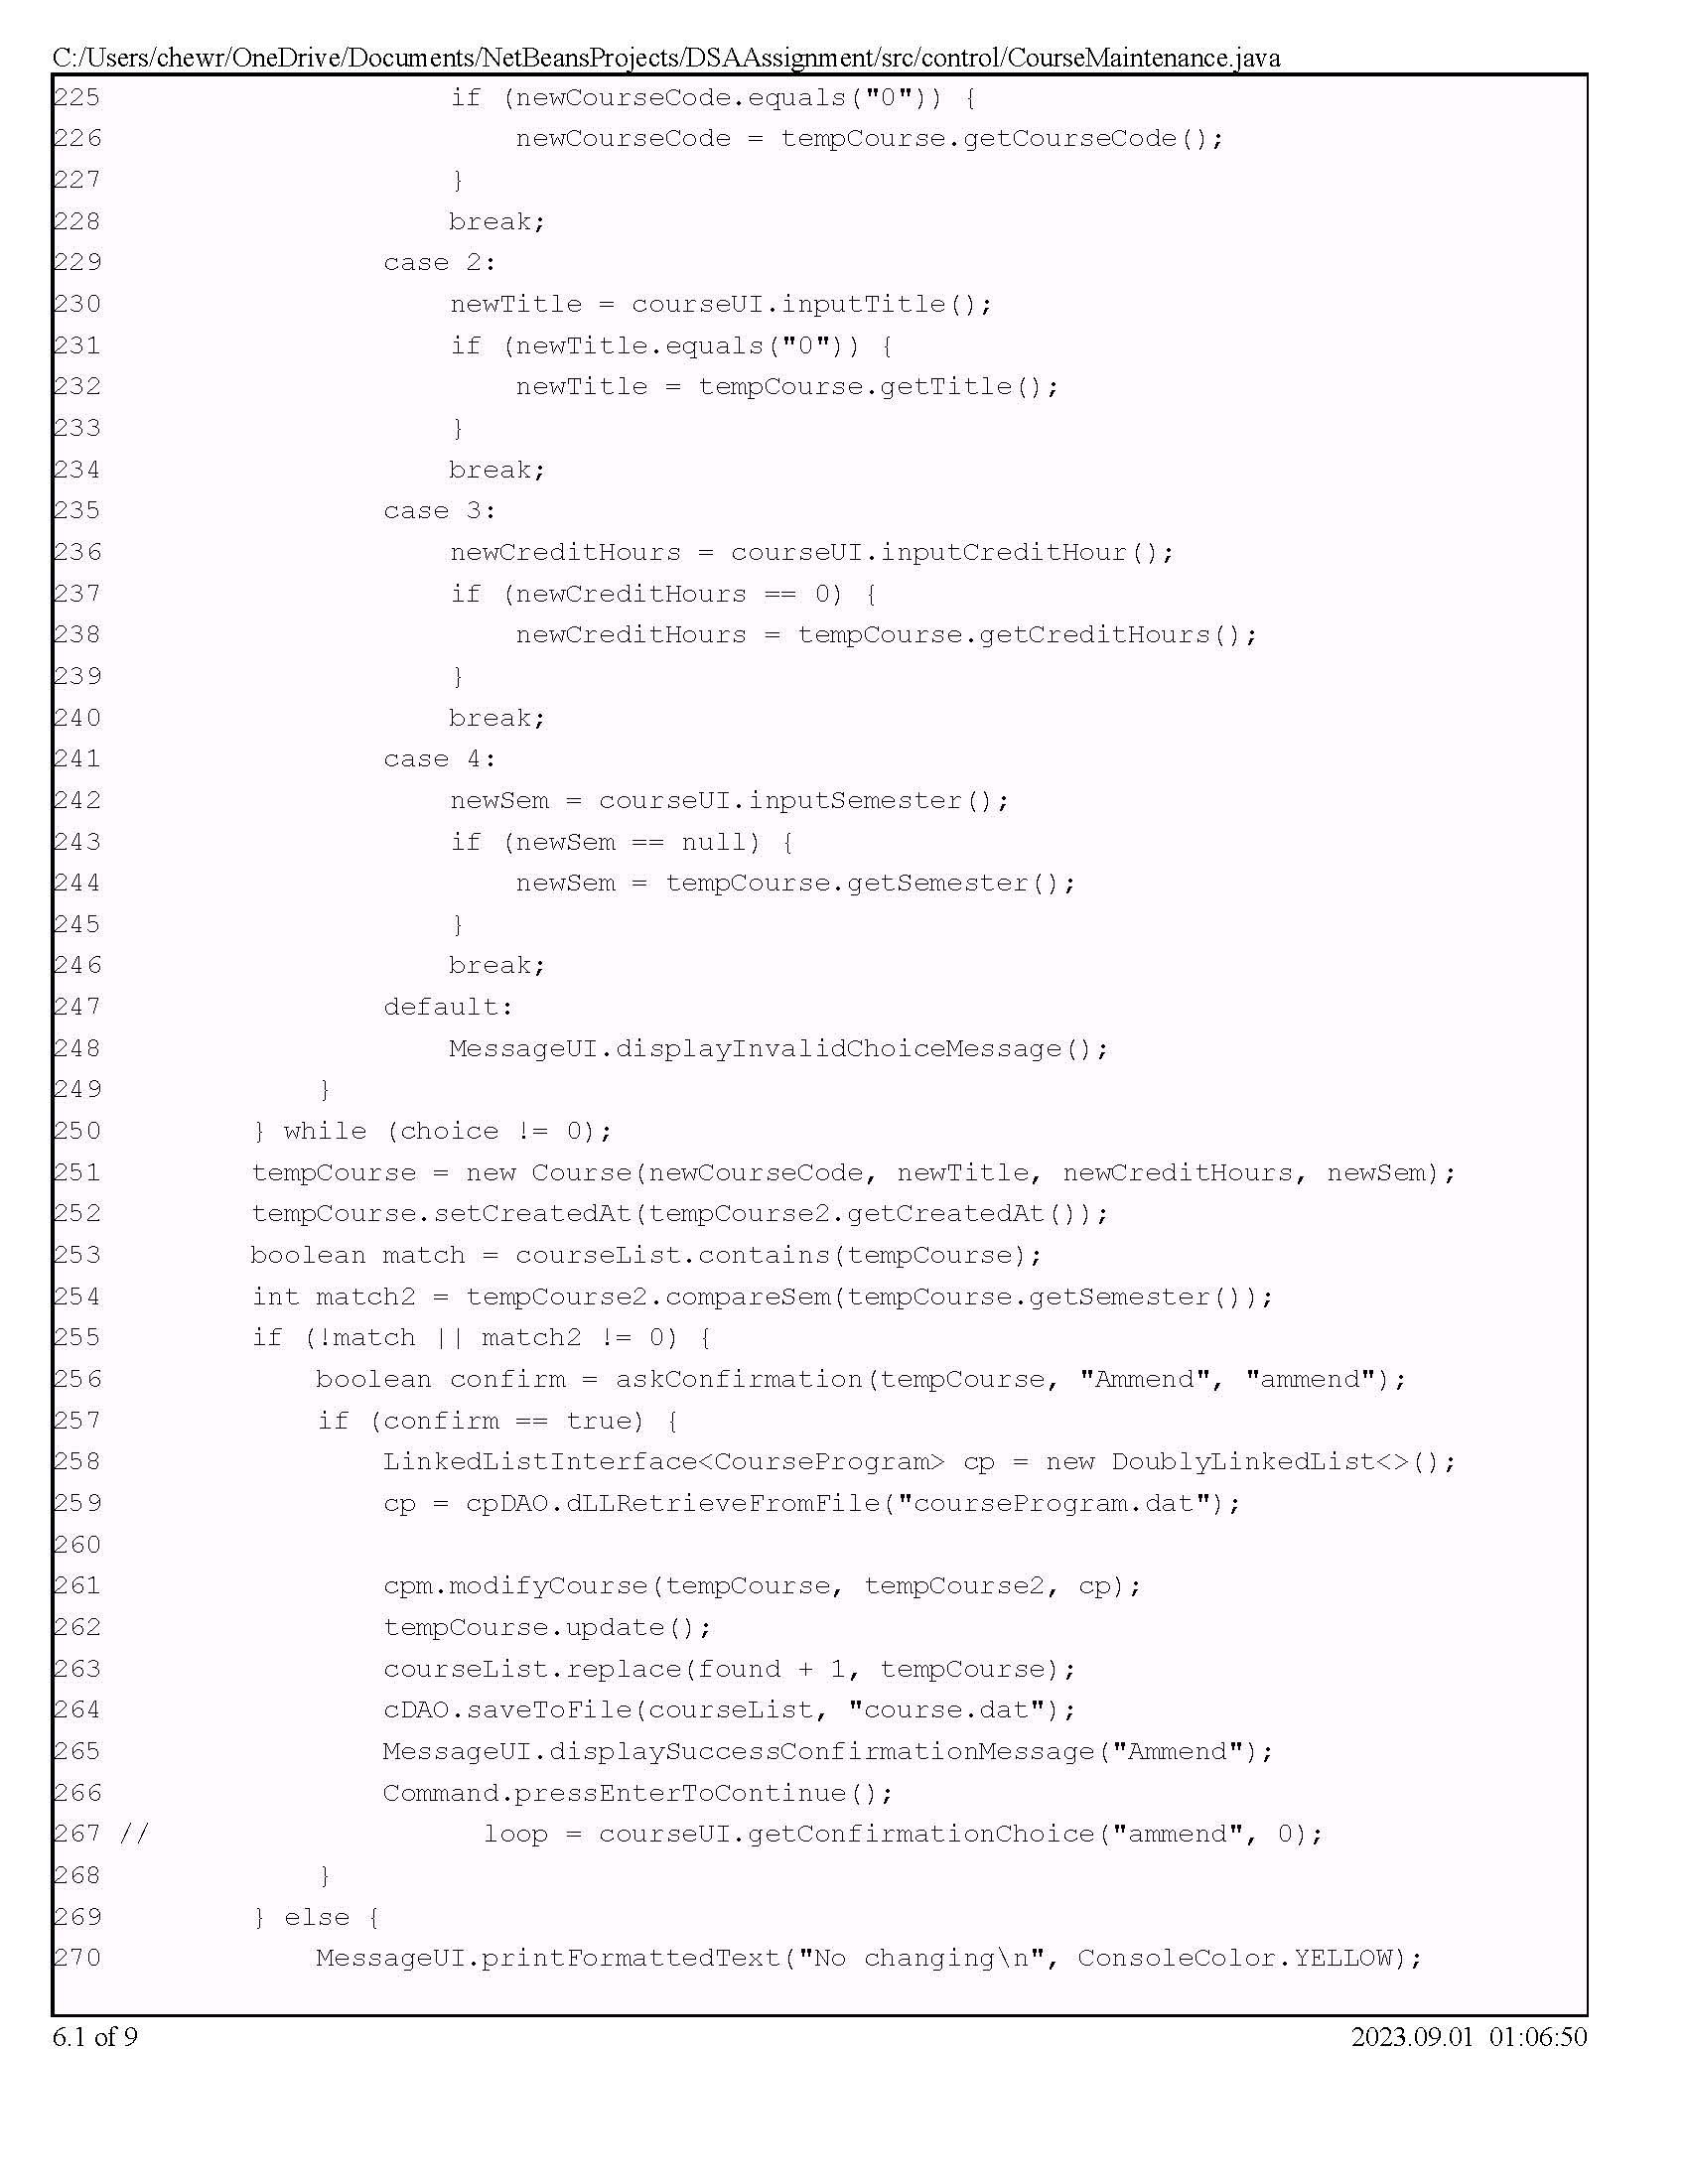 C:/Users/chewr/OneDrive/Documents/NetBeansProjects/DSAAssignment/src/control/CourseMaintenance.java
225                     if (newCourseCode.equals("0")) {
226                         newCourseCode = tempCourse.getCourseCode();
227                     }
228                     break;
229                 case 2:
230                     newTitle = courseUI.inputTitle();
231                     if (newTitle.equals("0")) {
232                         newTitle = tempCourse.getTitle();
233                     }
234                     break;
235                 case 3:
236                     newCreditHours = courseUI.inputCreditHour();
237                     if (newCreditHours == 0) {
238                         newCreditHours = tempCourse.getCreditHours();
239                     }
240                     break;
241                 case 4:
242                     newSem = courseUI.inputSemester();
243                     if (newSem == null) {
244                         newSem = tempCourse.getSemester();
245                     }
246                     break;
247                 default:
248                     MessageUI.displayInvalidChoiceMessage();
249             }
250         } while (choice != 0);
251         tempCourse = new Course(newCourseCode, newTitle, newCreditHours, newSem);
252         tempCourse.setCreatedAt(tempCourse2.getCreatedAt());
253         boolean match = courseList.contains(tempCourse);
254         int match2 = tempCourse2.compareSem(tempCourse.getSemester());
255         if (!match || match2 != 0) {
256             boolean confirm = askConfirmation(tempCourse, "Ammend", "ammend");
257             if (confirm == true) {
258                 LinkedListInterface<CourseProgram> cp = new DoublyLinkedList<>();
259                 cp = cpDAO.dLLRetrieveFromFile("courseProgram.dat");
260
261                 cpm.modifyCourse(tempCourse, tempCourse2, cp);
262                 tempCourse.update();
263                 courseList.replace(found + 1, tempCourse);
264                 cDAO.saveToFile(courseList, "course.dat");
265                 MessageUI.displaySuccessConfirmationMessage("Ammend");
266                 Command.pressEnterToContinue();
267 //                    loop = courseUI.getConfirmationChoice("ammend", 0);
268             }
269         } else {
270             MessageUI.printFormattedText("No changing\n", ConsoleColor.YELLOW);
6.1 of 9
2023.09.01 01:06:50